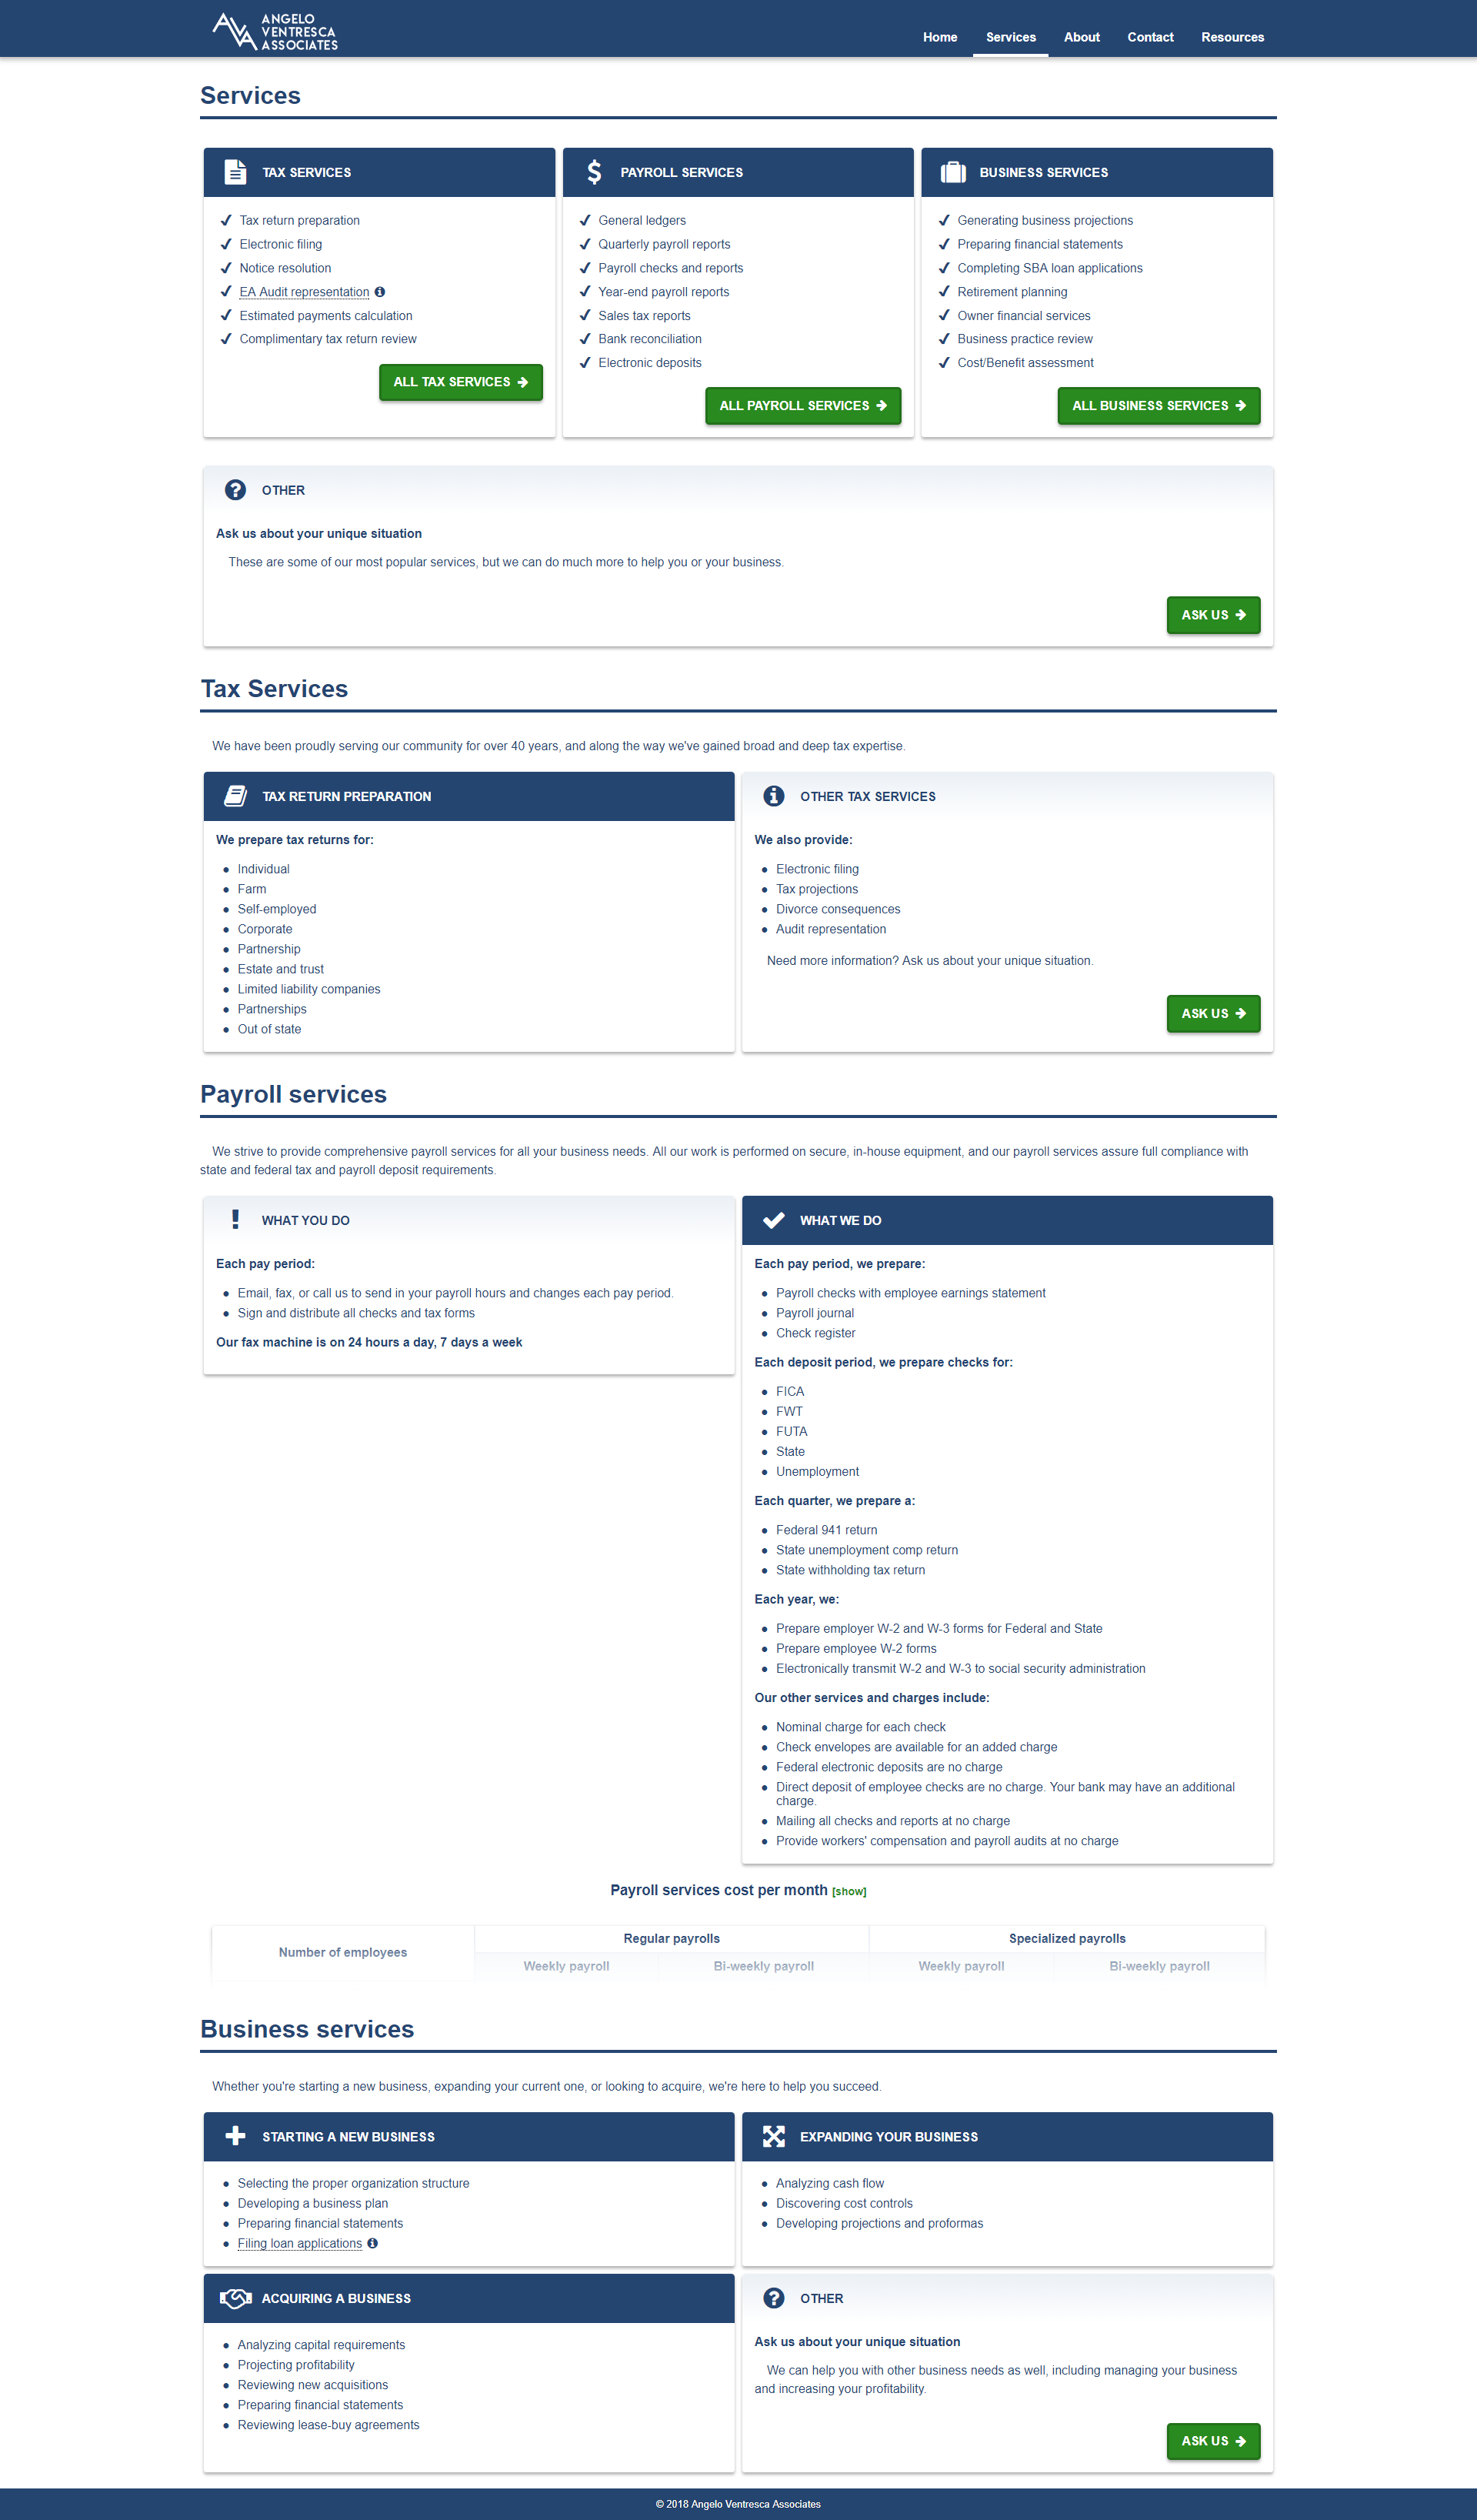 ANGELO
VENTRESCA
ASSOCIATES
Home Services About Contact Resources
Services
TAX SERVICES
Tax return preparation
Electronic filing
Notice resolution
EA Audit representation
Estimated payments calculation
Complimentary tax return review
ALL TAX SERVICES
PAYROLL SERVICES
General ledgers
Quarterly payroll reports
Payroll checks and reports
Year-end payroll reports
Sales tax reports
Bank reconciliation
Electronic deposits
ALL PAYROLL SERVICES
BUSINESS SERVICES
Generating business projections
Preparing financial statements
Completing SBA loan applications
Retirement planning
Owner financial services
Business practice review
Cost/Benefit assessment
ALL BUSINESS SERVICES
OTHER
Ask us about your unique situation
These are some of our most popular services, but we can do much more to help you or your business.
ASK US
Tax Services
We have been proudly serving our community for over 40 years, and along the way we've gained broad and deep tax expertise.
TAX RETURN PREPARATION
We prepare tax returns for:
Individual
Farm
Self-employed
Corporate
Partnership
Estate and trust
Limited liability companies
Partnerships
Out of state
OTHER TAX SERVICES
We also provide:
Electronic filing
Tax projections
Divorce consequences
Audit representation
Need more information? Ask us about your unique situation.
ASK US
Payroll services
We strive to provide comprehensive payroll services for all your business needs. All our work is performed on secure, in-house equipment, and our payroll services assure full compliance with
state and federal tax and payroll deposit requirements.
WHAT YOU DO
Each pay period:
Email, fax, or call us to send in your payroll hours and changes each pay period.
Sign and distribute all checks and tax forms
Our fax machine is on 24 hours a day, 7 days a week
WHAT WE DO
Each pay period, we prepare:
Payroll checks with employee earnings statement
Payroll journal
Check register
Each deposit period, we prepare checks for:
FICA
FWT
FUTA
State
Unemployment
Each quarter, we prepare a:
Federal 941 return
State unemployment comp return
State withholding tax return
Each year, we:
Prepare employer W-2 and W-3 forms for Federal and State
Prepare employee W-2 forms
Electronically transmit W-2 and W-3 to social security administration
Our other services and charges include:
Nominal charge for each check
Check envelopes are available for an added charge
Federal electronic deposits are no charge
Direct deposit of employee checks are no charge. Your bank may have an additional
charge.
Mailing all checks and reports at no charge
Provide workers' compensation and payroll audits at no charge
Payroll services cost per month [show]
Number of employees Regular payrolls Specialized payrolls
Weekly payroll Bi-weekly payroll Weekly payroll Bi-weekly payroll
Business services
Whether you're starting a new business, expanding your current one, or looking to acquire, we're here to help you succeed.
STARTING A NEW BUSINESS
Selecting the proper organization structure
Developing a business plan
Preparing financial statements
Filing loan applications
EXPANDING YOUR BUSINESS
Analyzing cash flow
Discovering cost controls
Developing projections and proformas
ACQUIRING A BUSINESS
Analyzing capital requirements
Projecting profitability
Reviewing new acquisitions
Preparing financial statements
Reviewing lease-buy agreements
OTHER
Ask us about your unique situation
We can help you with other business needs as well, including managing your business
and increasing your profitability.
ASK US
© 2018 Angelo Ventresca Associates